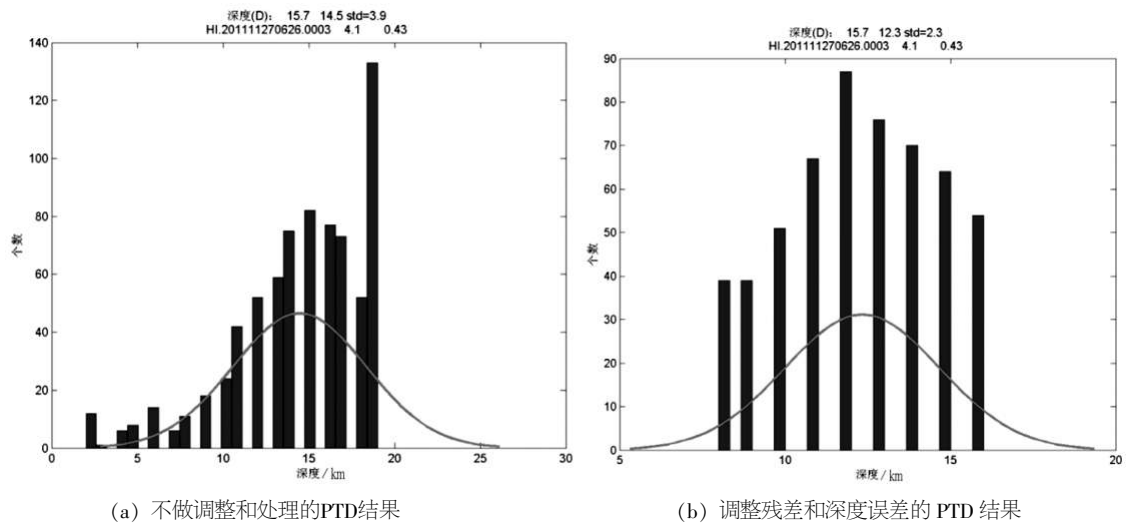 深度(D): 15.7 14.5 std=3.9
HI.201111270626.0003 4.1 0.43
140
120
100
80
60
40
20
0
个数
0 5 10 15 20 25 30
深度/km
(a) 不做调整和处理的PTD结果
深度(D): 15.7 12.3 std=2.3
HI.201111270626.0003 4.1 0.43
90
80
70
60
50
40
30
20
10
0
个数
5 10 15 20
深度/km
(b) 调整残差和深度误差的 PTD 结果